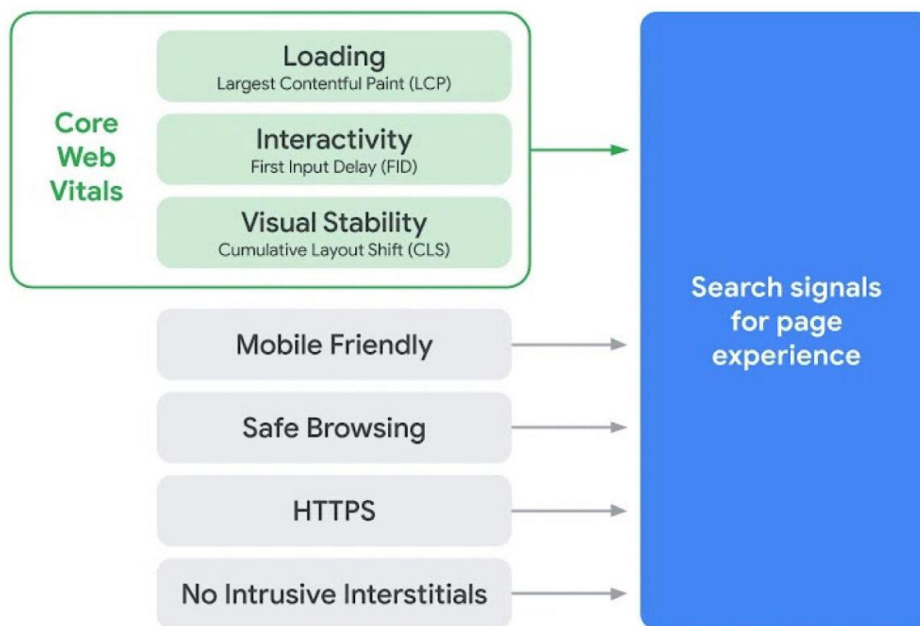 Core
Web
Vitals
Loading
Largest Contentful Paint (LCP)
Interactivity
First Input Delay (FID)
Visual Stability
Cumulative Layout Shift (CLS)
Mobile Friendly
Safe Browsing
HTTPS
No Intrusive Interstitials
Search signals
for page
experience